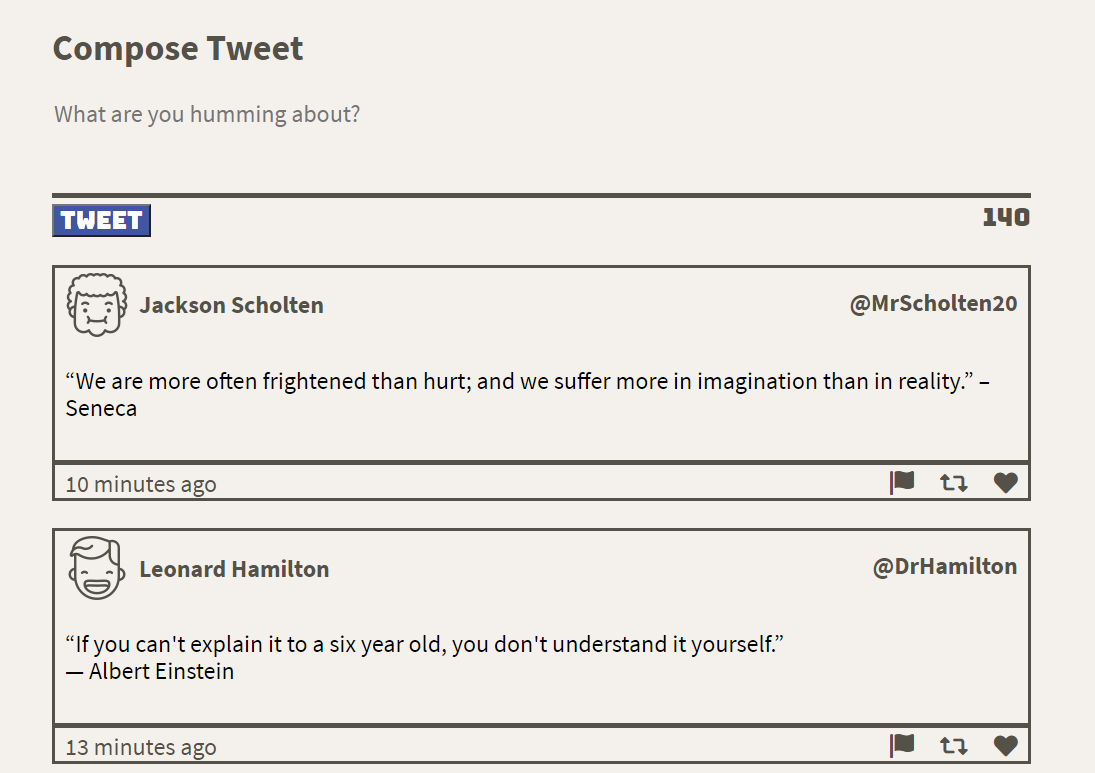 Compose Tweet
What are you humming about?
TWEET 140
Jackson Scholten @MrScholten20
“We are more often frightened than hurt; and we suffer more in imagination than in reality.” –
Seneca
10 minutes ago
Leonard Hamilton @DrHamilton
“If you can't explain it to a six year old, you don't understand it yourself.”
— Albert Einstein
13 minutes ago